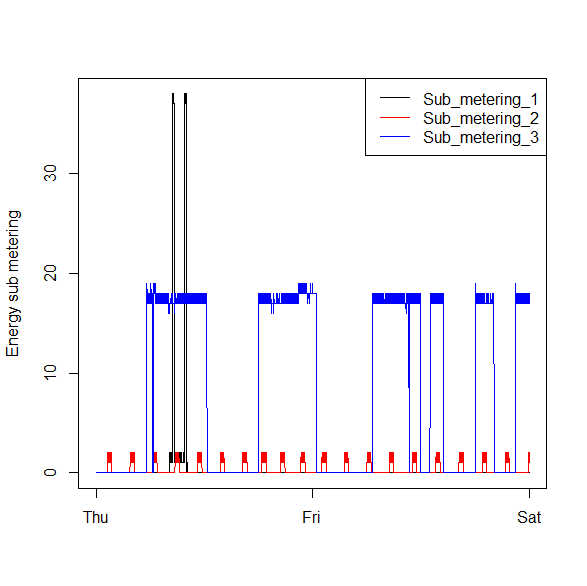 Sub_metering_1
Sub_metering_2
Sub_metering_3
Energy sub metering
30
20
10
0
Thu Fri Sat